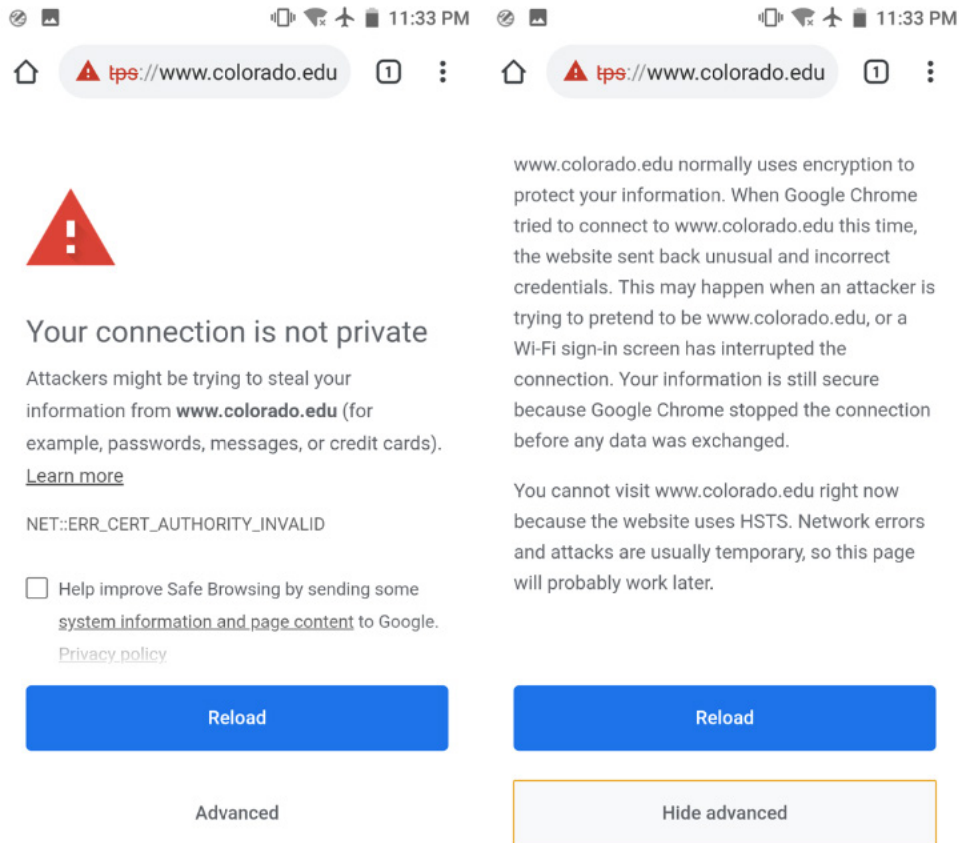 11:33 PM
tps://www.colorado.edu
1
Your connection is not private
Attackers might be trying to steal your
information from www.colorado.edu (for
example, passwords, messages, or credit cards).
Learn more
NET::ERR_CERT_AUTHORITY_INVALID
Help improve Safe Browsing by sending some
system information and page content to Google.
Privacy policy
Reload
Advanced
11:33 PM
tps://www.colorado.edu
1
www.colorado.edu normally uses encryption to
protect your information. When Google Chrome
tried to connect to www.colorado.edu this time,
the website sent back unusual and incorrect
credentials. This may happen when an attacker is
trying to pretend to be www.colorado.edu, or a
Wi-Fi sign-in screen has interrupted the
connection. Your information is still secure
because Google Chrome stopped the connection
before any data was exchanged.
You cannot visit www.colorado.edu right now
because the website uses HSTS. Network errors
and attacks are usually temporary, so this page
will probably work later.
Reload
Hide advanced